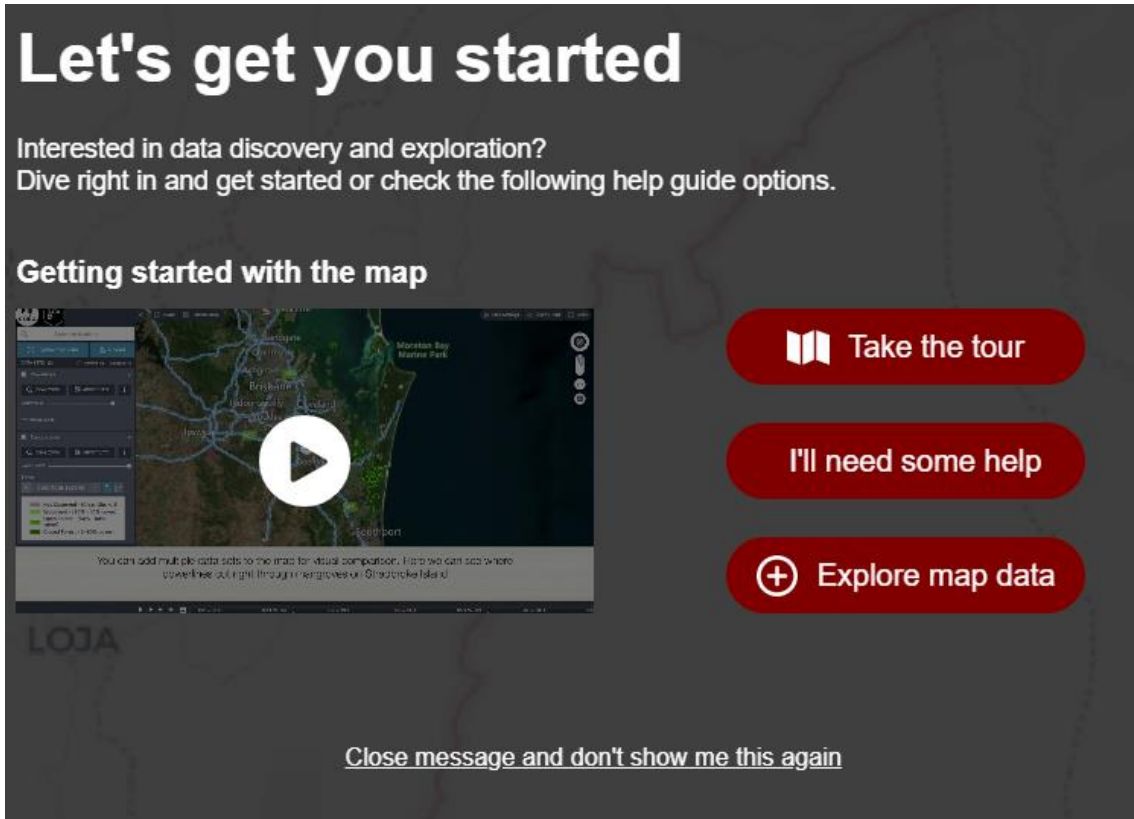 Let's get you started
Interested in data discovery and exploration?
Dive right in and get started or check the following help guide options.
Getting started with the map
Moreton Bay
Marine Park
Brisbane
Cleveland
Southport
You can add multiple data sets to the map for visual comparison. Here we can see where
powerlines cut right through mangroves on Stradbroke Island
Take the tour
I'll need some help
Explore map data
LOJA
Close message and don't show me this again